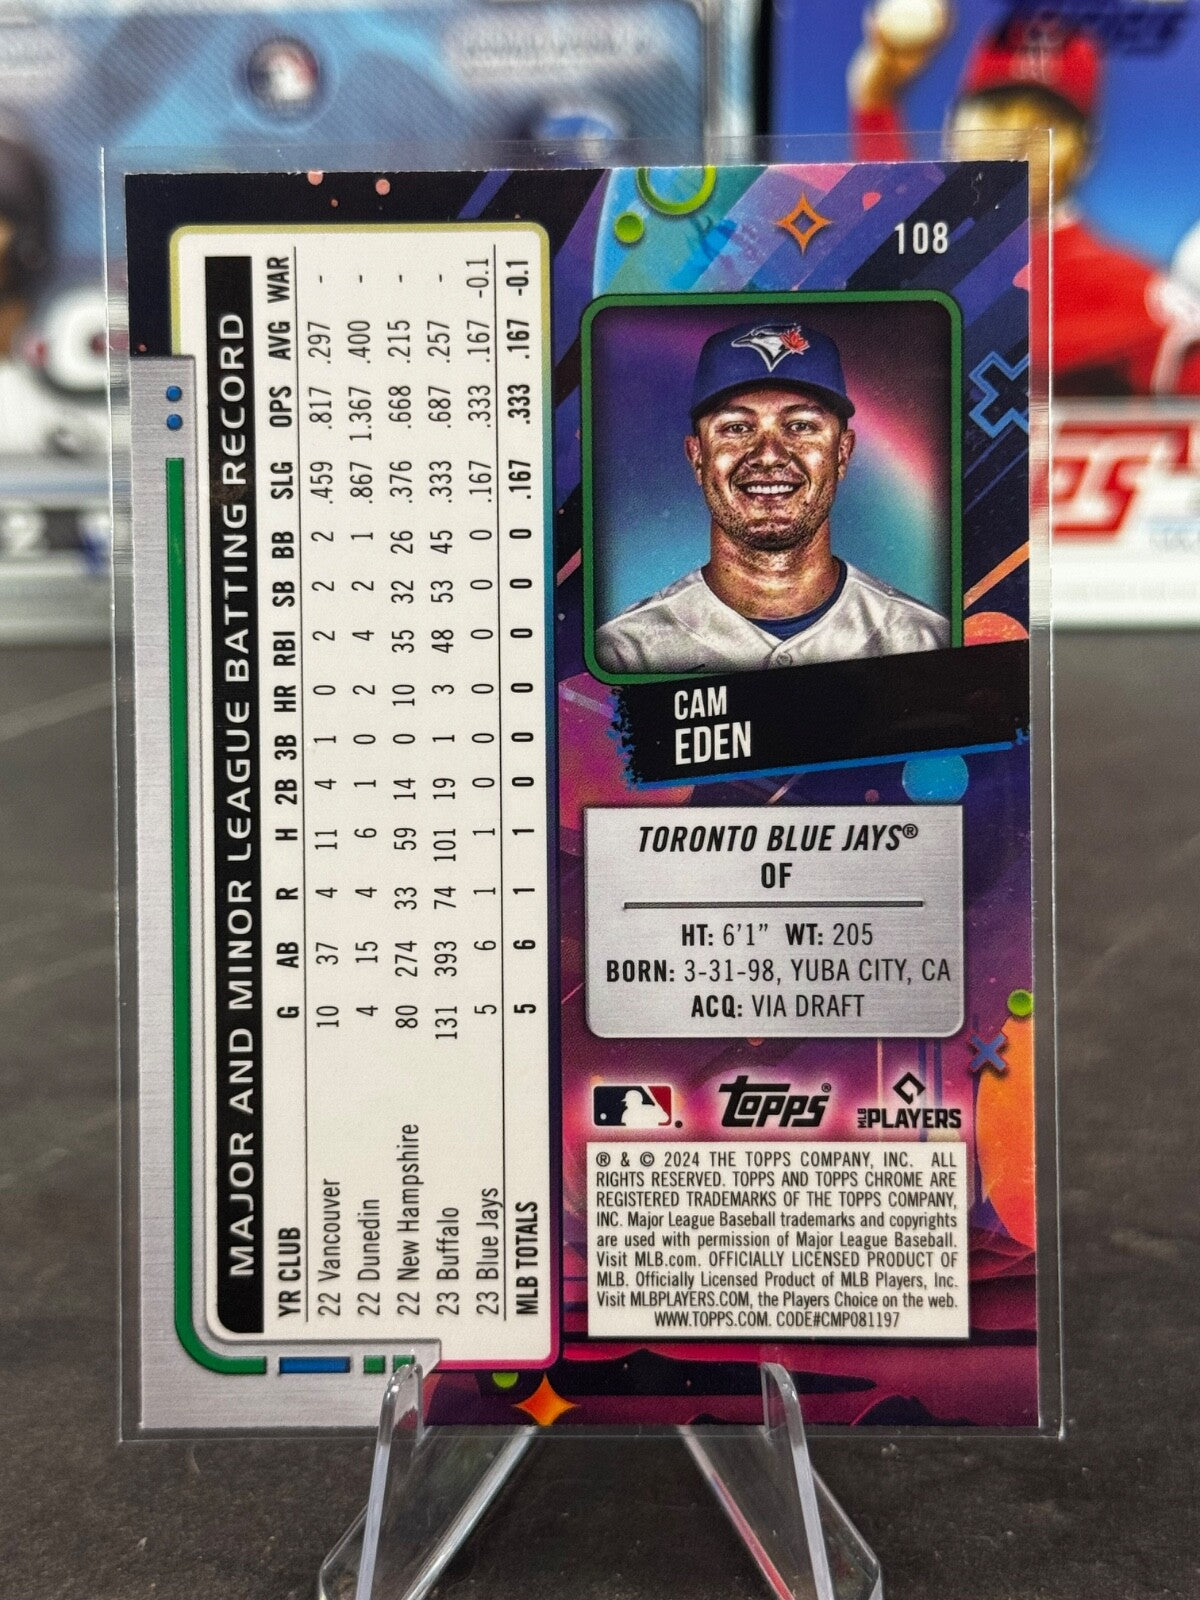 108
CAM
EDEN
TORONTO BLUE JAYS®
OF
HT: 6'1" WT: 205
BORN: 3-31-98, YUBA CITY, CA
ACQ: VIA DRAFT
topps®
MLB PLAYERS
® & © 2024 THE TOPPS COMPANY, INC. ALL
RIGHTS RESERVED. TOPPS AND TOPPS CHROME ARE
REGISTERED TRADEMARKS OF THE TOPPS COMPANY,
INC. Major League Baseball trademarks and copyrights
are used with permission of Major League Baseball.
Visit MLB.com. OFFICIALLY LICENSED PRODUCT OF
MLB. Officially Licensed Product of MLB Players, Inc.
Visit MLBPLAYERS.COM, the Players Choice on the web.
WWW.TOPPS.COM. CODE#CMP081197
MAJOR AND MINOR LEAGUE BATTING RECORD
YR CLUB G AB R H 2B 3B HR RBI SB BB SLG OPS AVG WAR
22 Vancouver 10 37 4 11 4 1 0 2 2 2 .459 .817 .297 -
22 Dunedin 4 15 4 6 1 0 2 4 2 1 .867 1.367 .400 -
22 New Hampshire 80 274 33 59 14 0 10 35 32 26 .376 .668 .215 -
23 Buffalo 131 393 74 101 19 1 3 48 53 45 .333 .687 .257 -
23 Blue Jays 5 6 1 1 0 0 0 0 0 0 .167 .333 .167 -0.1
MLB TOTALS 5 6 1 1 0 0 0 0 0 0 .167 .333 .167 -0.1